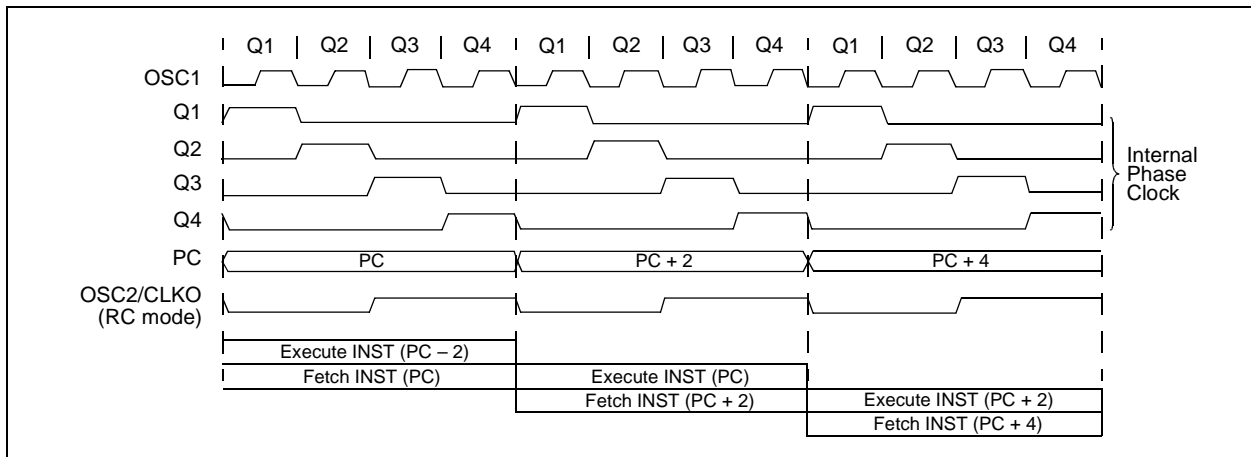 Q1 Q2 Q3 Q4 Q1 Q2 Q3 Q4 Q1 Q2 Q3 Q4
OSC1
Q1
Q2
Q3
Q4
Internal
Phase
Clock
PC
PC
PC + 2
PC + 4
OSC2/CLKO
(RC mode)
Execute INST (PC – 2)
Fetch INST (PC)
Execute INST (PC)
Fetch INST (PC + 2)
Execute INST (PC + 2)
Fetch INST (PC + 4)